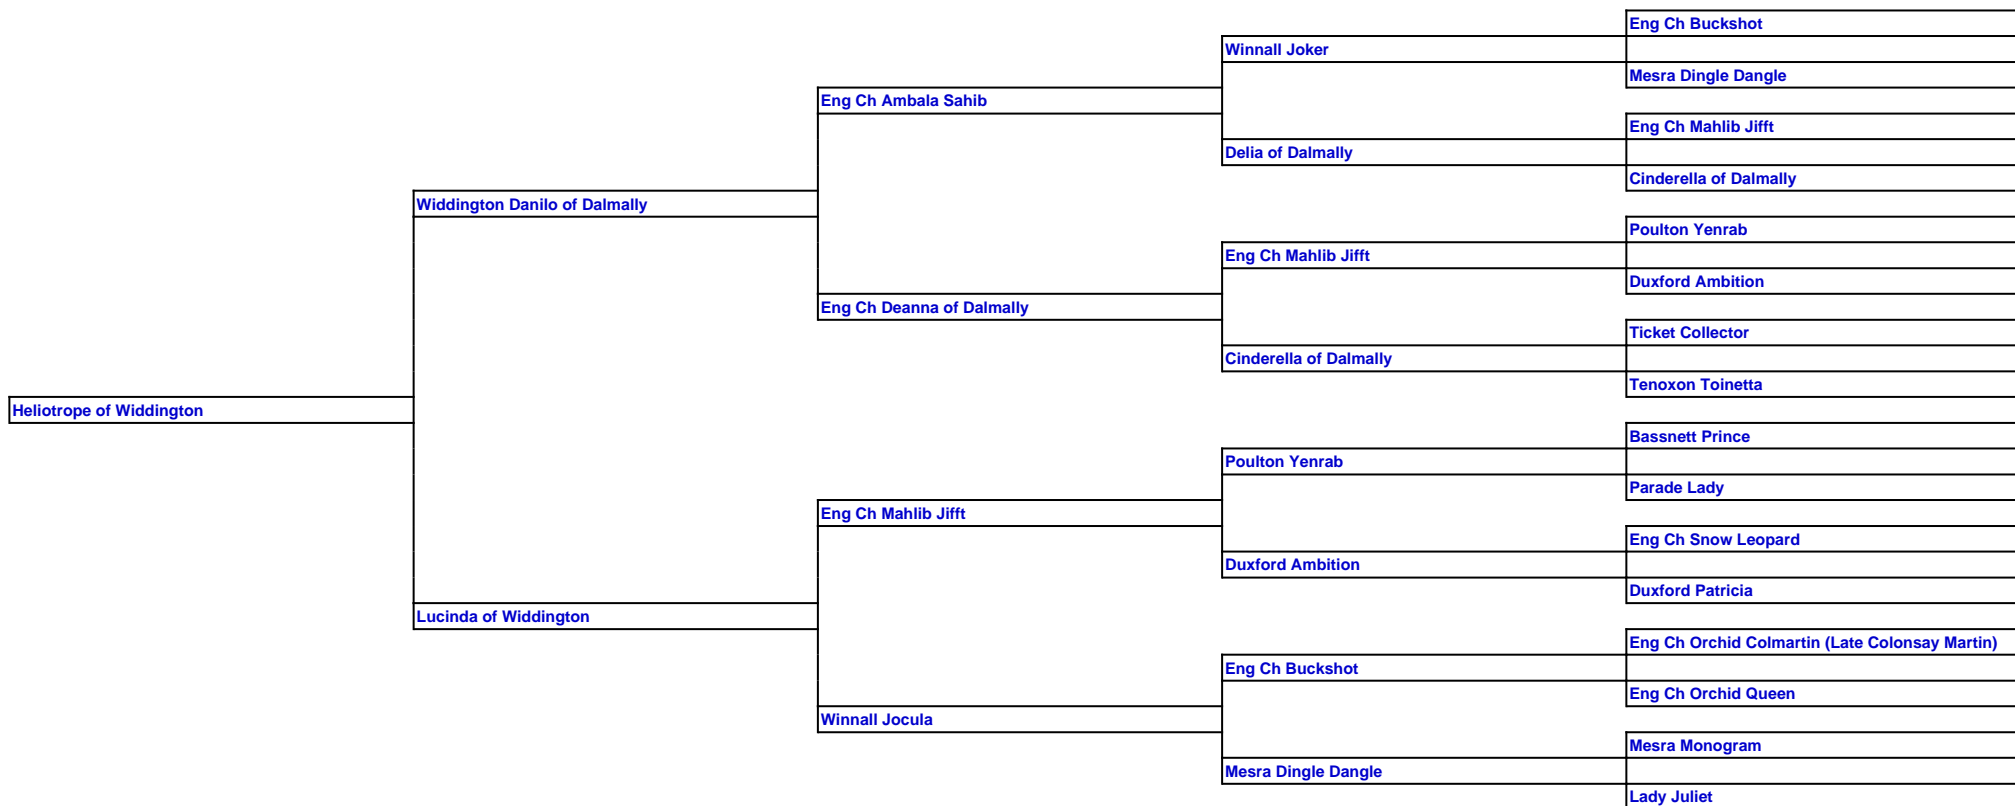 Eng Ch Buckshot
Winnall Joker
Mesra Dingle Dangle
Eng Ch Ambala Sahib
Eng Ch Mahlib Jifft
Delia of Dalmally
Cinderella of Dalmally
Widdington Danilo of Dalmally
Poulton Yenrab
Eng Ch Mahlib Jifft
Duxford Ambition
Eng Ch Deanna of Dalmally
Ticket Collector
Cinderella of Dalmally
Tenoxon Toinetta
Heliotrope of Widdington
Bassnett Prince
Poulton Yenrab
Parade Lady
Eng Ch Mahlib Jifft
Eng Ch Snow Leopard
Duxford Ambition
Duxford Patricia
Lucinda of Widdington
Eng Ch Orchid Colmartin (Late Colonsay Martin)
Eng Ch Buckshot
Eng Ch Orchid Queen
Winnall Jocula
Mesra Monogram
Mesra Dingle Dangle
Lady Juliet